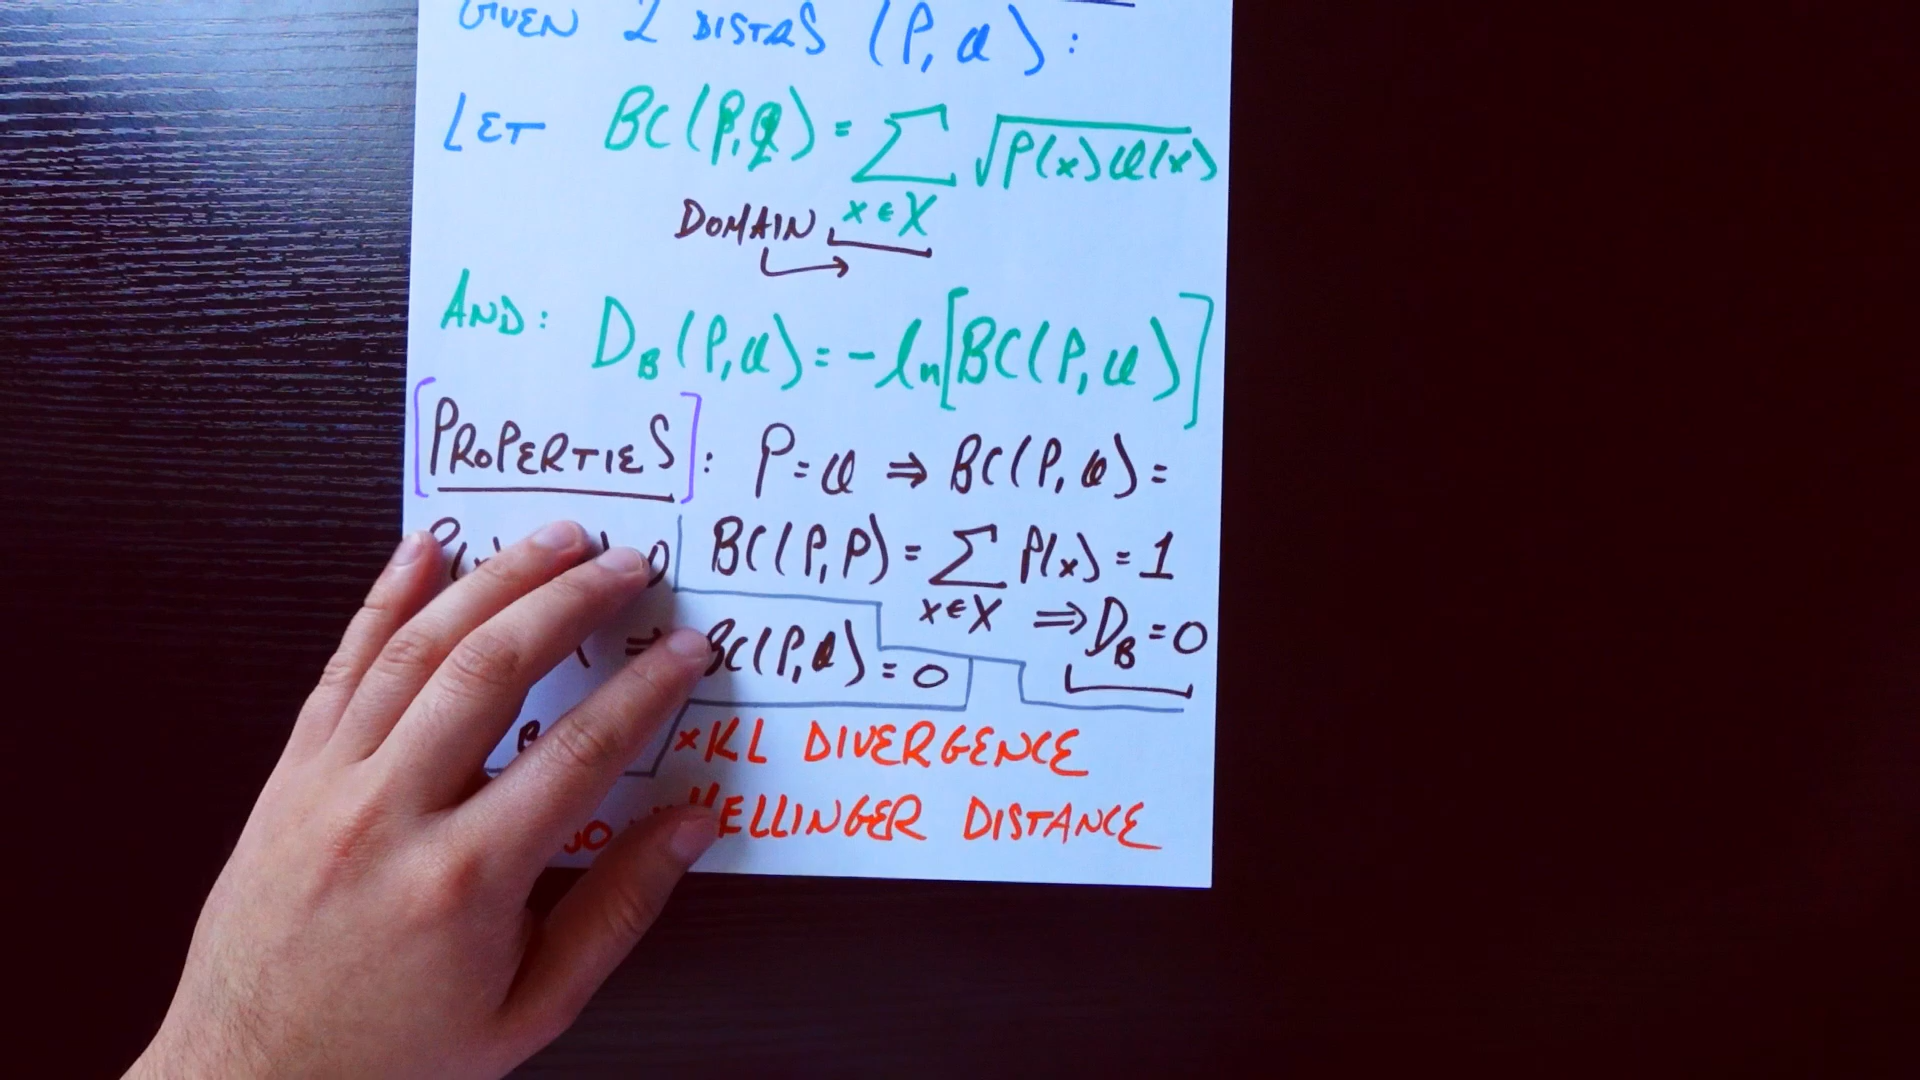 GIVEN 2 DISTRS (P, Q):
LET BC(P,Q) = ∑ √P(x)Q(x)
DOMAIN x ∈ X
AND: D_B(P,Q) = -ln[BC(P,Q)]
[PROPERTIES]: P = Q ⇒ BC(P,Q) =
BC(P,P) = ∑ P(x) = 1
x ∈ X ⇒ D_B = 0
⇒ BC(P,Q) = 0
×KL DIVERGENCE
HELLINGER DISTANCE